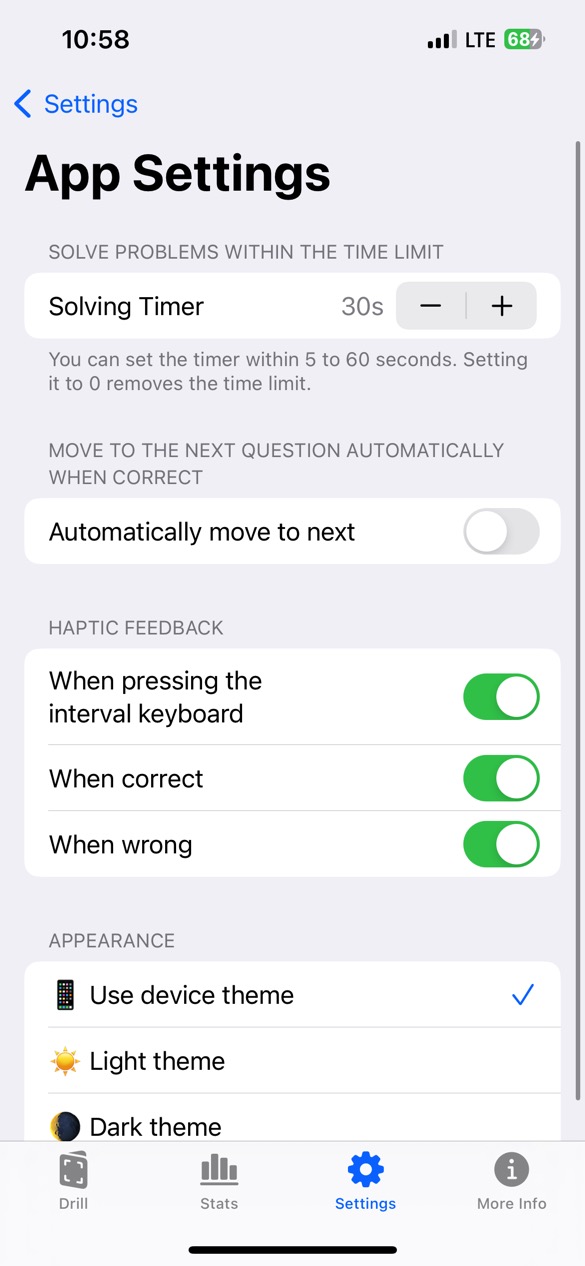 10:58
LTE 68
Settings
App Settings
SOLVE PROBLEMS WITHIN THE TIME LIMIT
Solving Timer 30s − +
You can set the timer within 5 to 60 seconds. Setting
it to 0 removes the time limit.
MOVE TO THE NEXT QUESTION AUTOMATICALLY
WHEN CORRECT
Automatically move to next
HAPTIC FEEDBACK
When pressing the
interval keyboard
When correct
When wrong
APPEARANCE
Use device theme
Light theme
Dark theme
Drill Stats Settings More Info